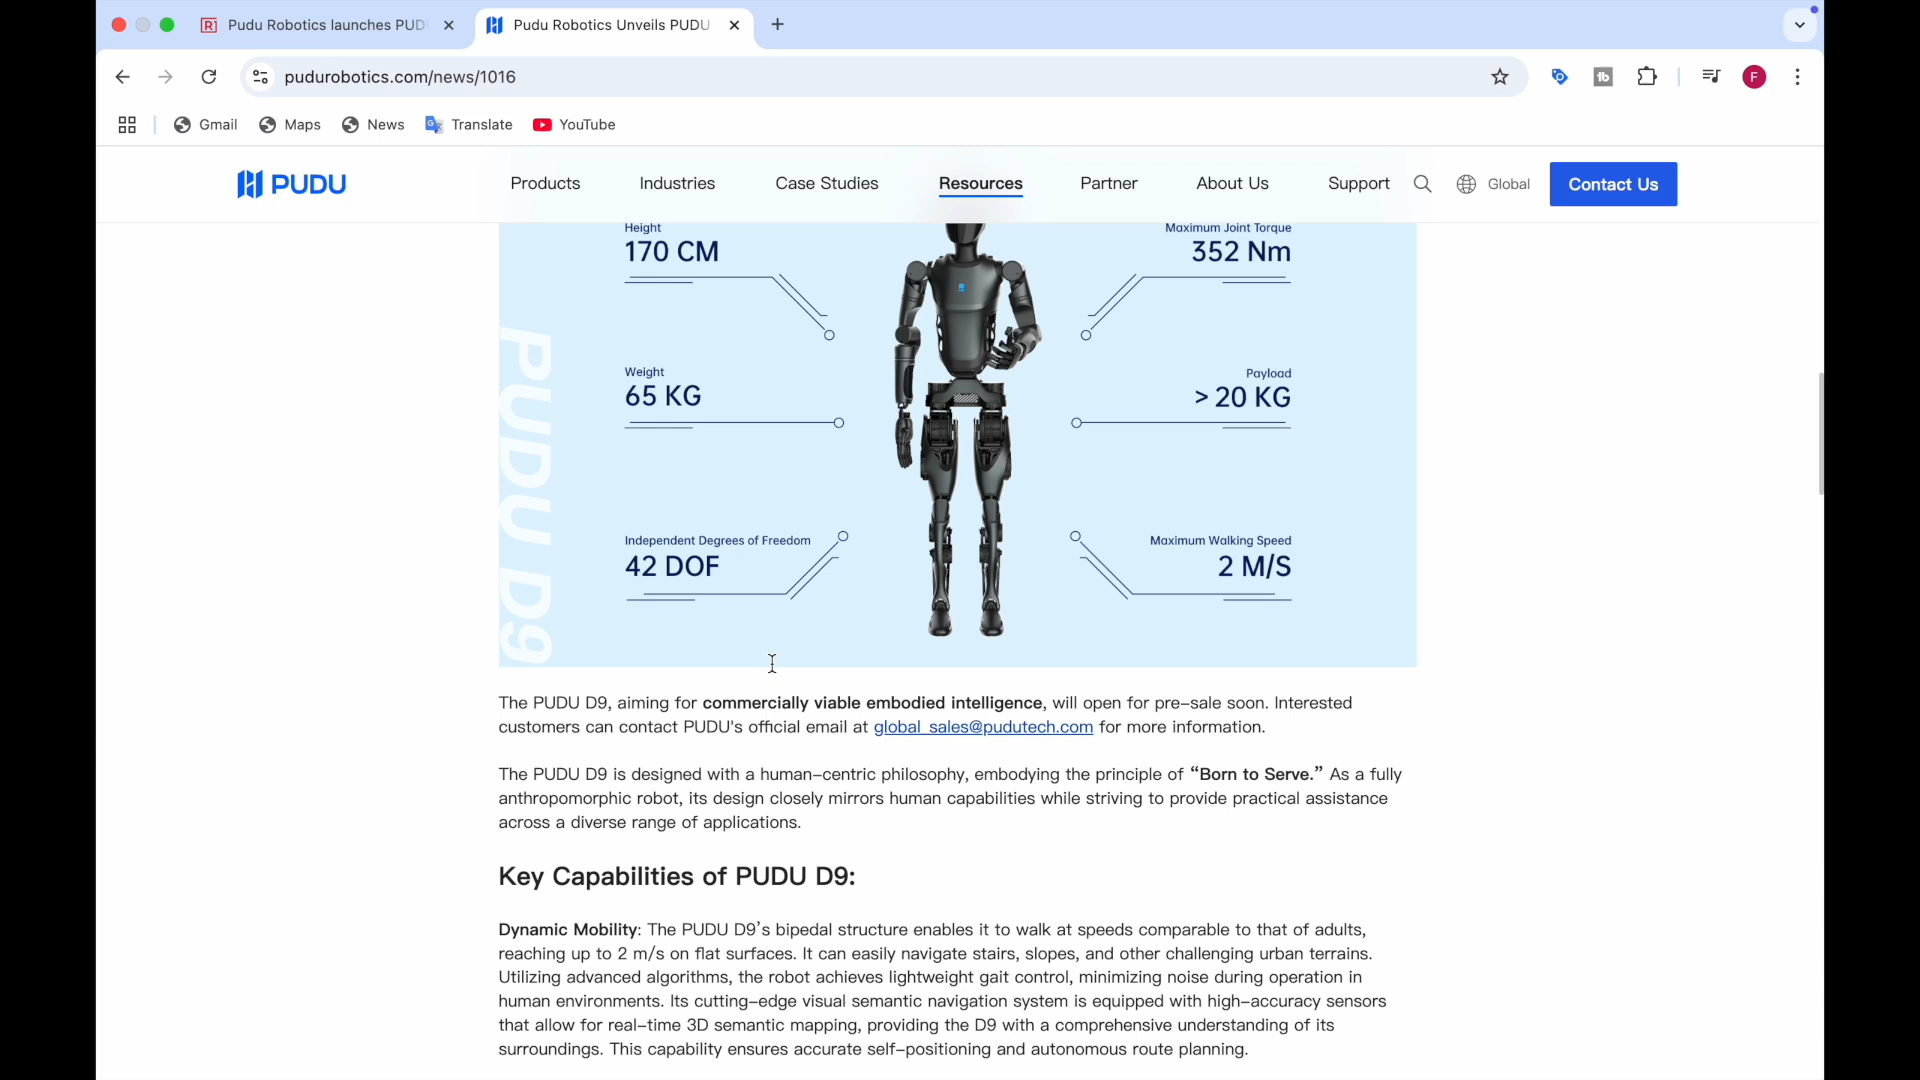 Pudu Robotics launches PUD
Pudu Robotics Unveils PUDU
pudurobotics.com/news/1016
tb
F
Gmail
Maps
News
Translate
YouTube
PUDU
Products
Industries
Case Studies
Resources
Partner
About Us
Support
Global
Contact Us
Height
170 CM
Maximum Joint Torque
352 Nm
Weight
65 KG
Payload
> 20 KG
Independent Degrees of Freedom
42 DOF
Maximum Walking Speed
2 M/S
PUDU D9
The PUDU D9, aiming for commercially viable embodied intelligence, will open for pre-sale soon. Interested
customers can contact PUDU's official email at global_sales@pudutech.com for more information.
The PUDU D9 is designed with a human-centric philosophy, embodying the principle of “Born to Serve.” As a fully
anthropomorphic robot, its design closely mirrors human capabilities while striving to provide practical assistance
across a diverse range of applications.
Key Capabilities of PUDU D9:
Dynamic Mobility: The PUDU D9’s bipedal structure enables it to walk at speeds comparable to that of adults,
reaching up to 2 m/s on flat surfaces. It can easily navigate stairs, slopes, and other challenging urban terrains.
Utilizing advanced algorithms, the robot achieves lightweight gait control, minimizing noise during operation in
human environments. Its cutting-edge visual semantic navigation system is equipped with high-accuracy sensors
that allow for real-time 3D semantic mapping, providing the D9 with a comprehensive understanding of its
surroundings. This capability ensures accurate self-positioning and autonomous route planning.